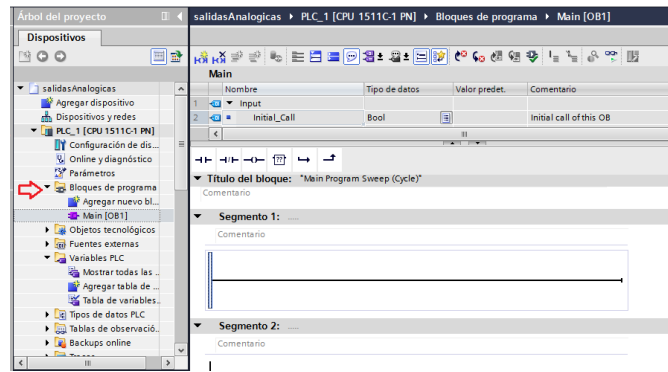 Árbol del proyecto
salidasAnalogicas ▸ PLC_1 [CPU 1511C-1 PN] ▸ Bloques de programa ▸ Main [OB1]
Dispositivos
Main
Nombre Tipo de datos Valor predet. Comentario
1 Input
2 Initial_Call Bool Initial call of this OB
salidasAnalogicas
Agregar dispositivo
Dispositivos y redes
PLC_1 [CPU 1511C-1 PN]
Configuración de dis...
Online y diagnóstico
Parámetros
Bloques de programa
Agregar nuevo bl...
Main [OB1]
Objetos tecnológicos
Fuentes externas
Variables PLC
Mostrar todas las ..
Agregar tabla de ...
Tabla de variables..
Tipos de datos PLC
Tablas de observació..
Backups online
Título del bloque: "Main Program Sweep (Cycle)"
Comentario
Segmento 1: .....
Comentario
Segmento 2: .....
Comentario